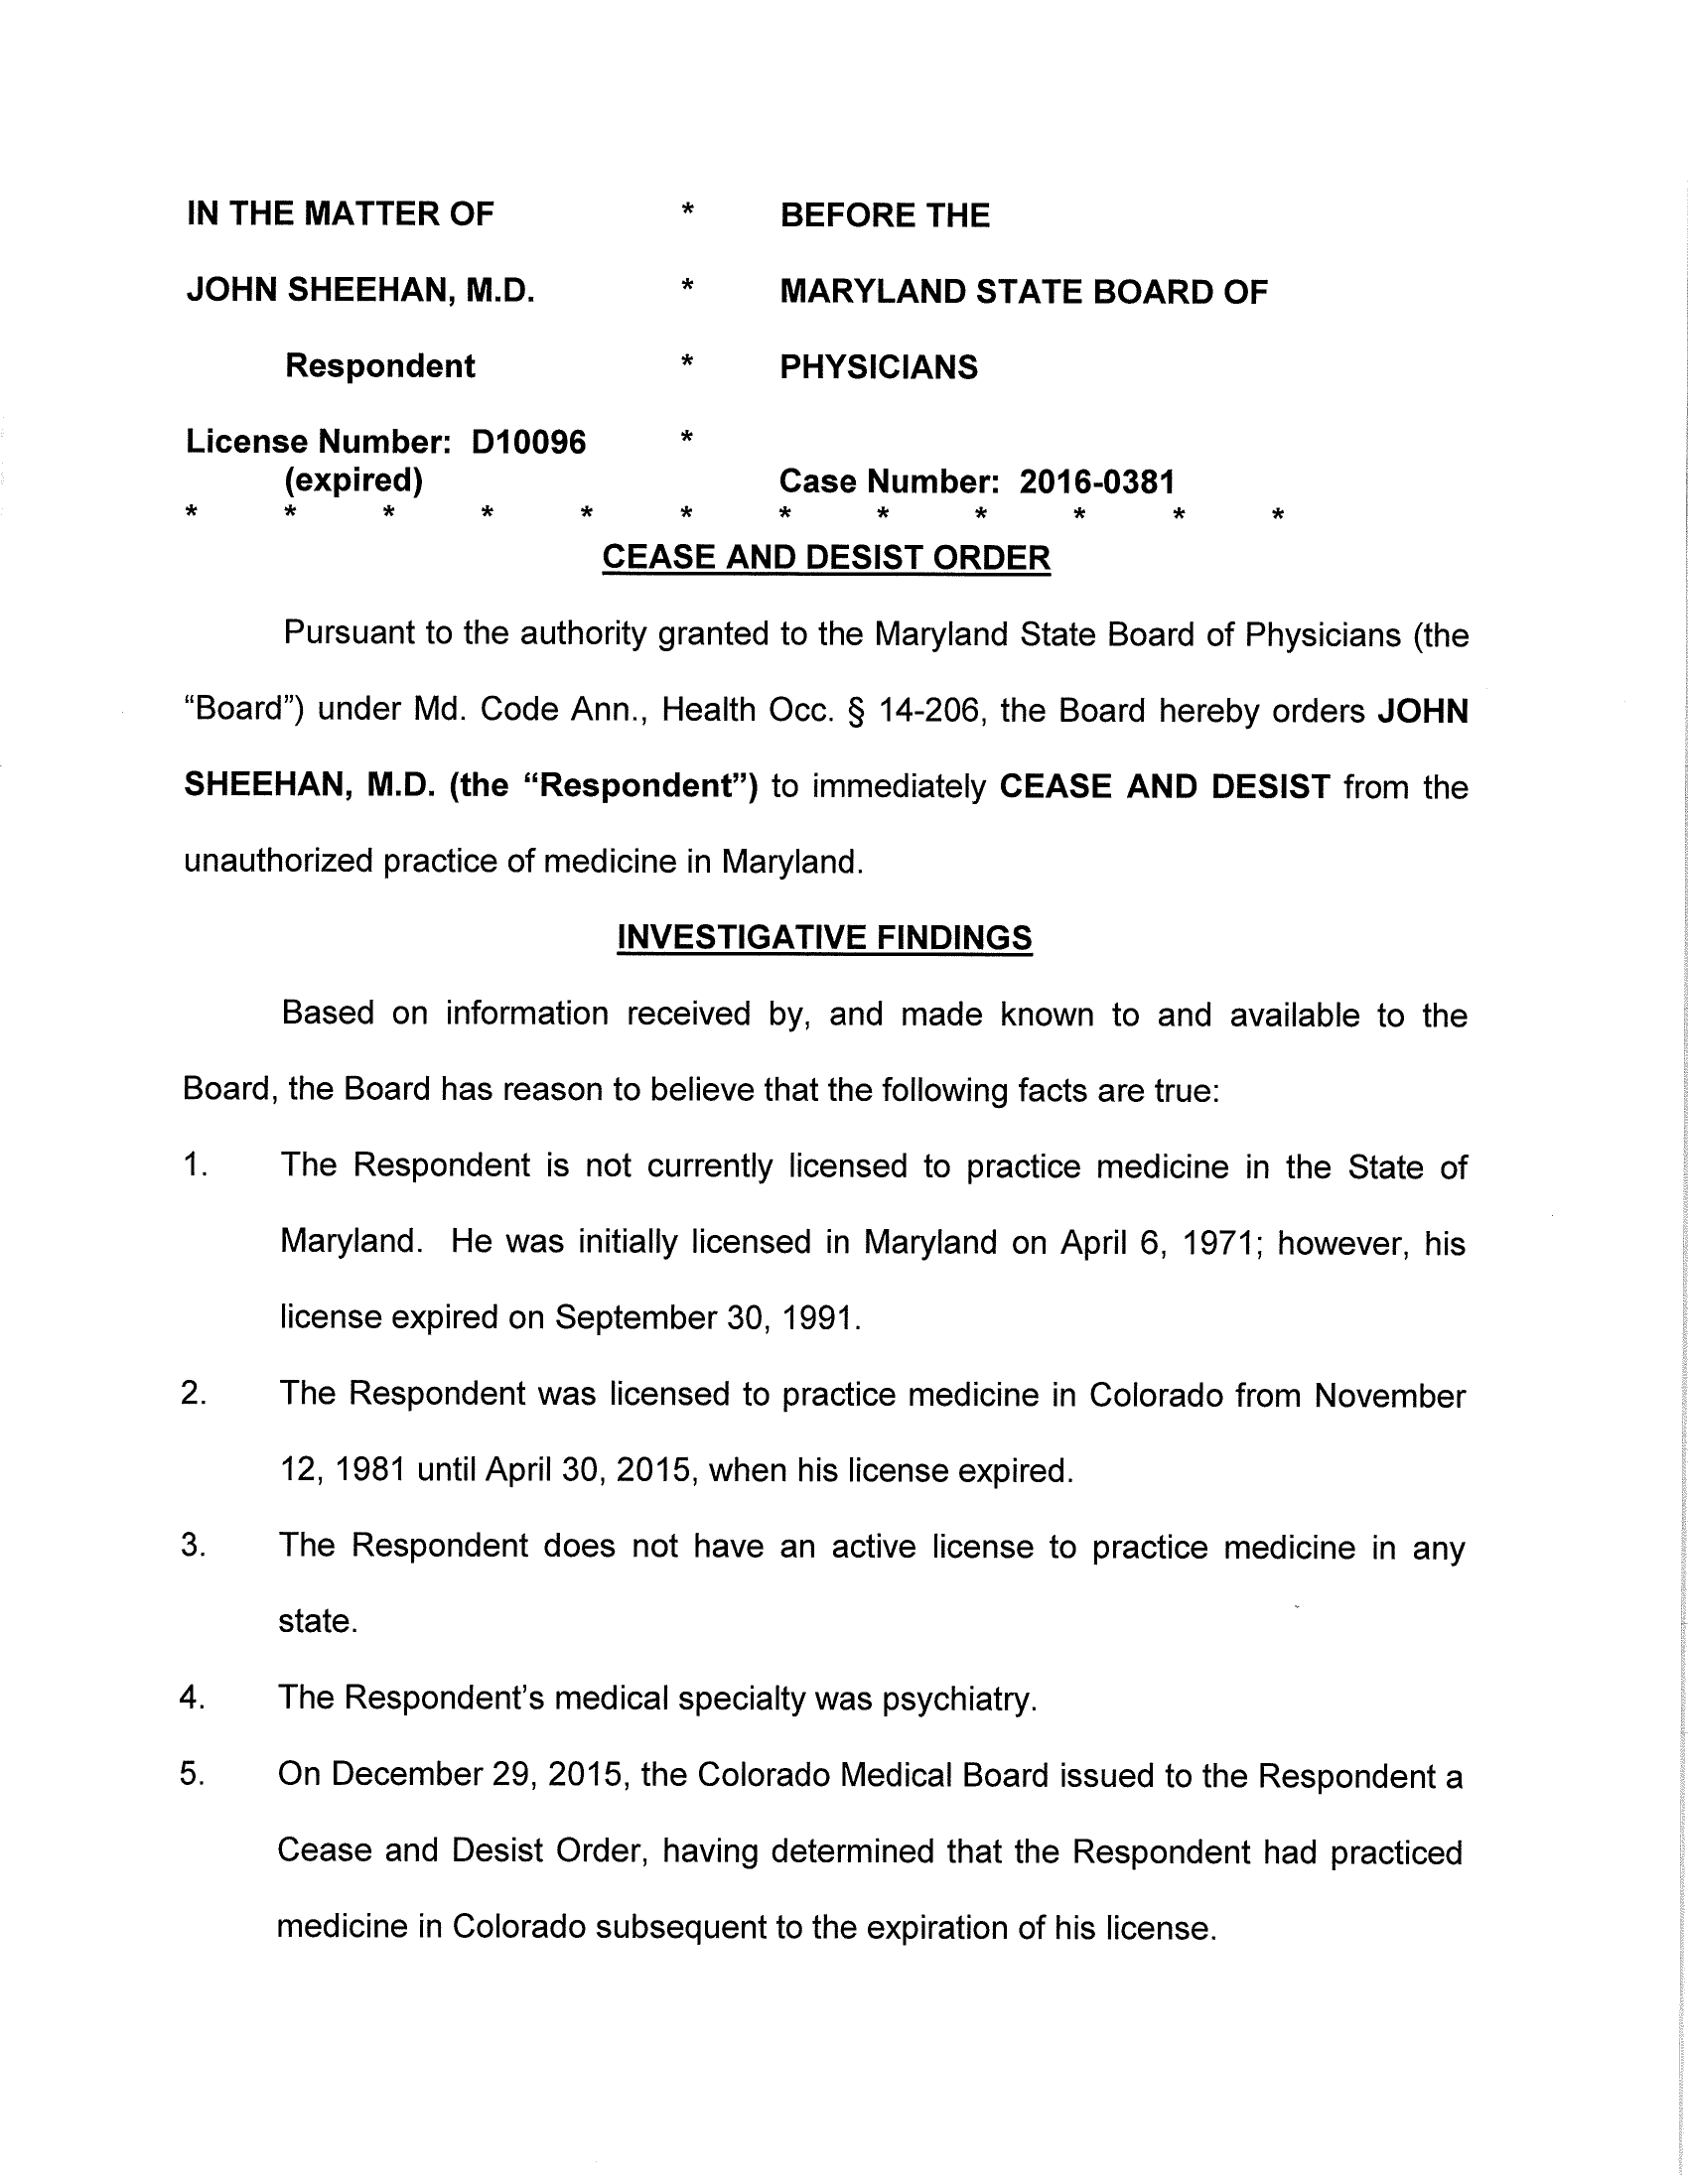 IN THE MATTER OF * BEFORE THE
JOHN SHEEHAN, M.D. * MARYLAND STATE BOARD OF
Respondent * PHYSICIANS
License Number: D10096 *
(expired) Case Number: 2016-0381
* * * * * * * * * * * *
CEASE AND DESIST ORDER
Pursuant to the authority granted to the Maryland State Board of Physicians (the
“Board”) under Md. Code Ann., Health Occ. § 14-206, the Board hereby orders JOHN
SHEEHAN, M.D. (the “Respondent”) to immediately CEASE AND DESIST from the
unauthorized practice of medicine in Maryland.
INVESTIGATIVE FINDINGS
Based on information received by, and made known to and available to the
Board, the Board has reason to believe that the following facts are true:
1. The Respondent is not currently licensed to practice medicine in the State of
Maryland. He was initially licensed in Maryland on April 6, 1971; however, his
license expired on September 30, 1991.
2. The Respondent was licensed to practice medicine in Colorado from November
12, 1981 until April 30, 2015, when his license expired.
3. The Respondent does not have an active license to practice medicine in any
state.
4. The Respondent’s medical specialty was psychiatry.
5. On December 29, 2015, the Colorado Medical Board issued to the Respondent a
Cease and Desist Order, having determined that the Respondent had practiced
medicine in Colorado subsequent to the expiration of his license.